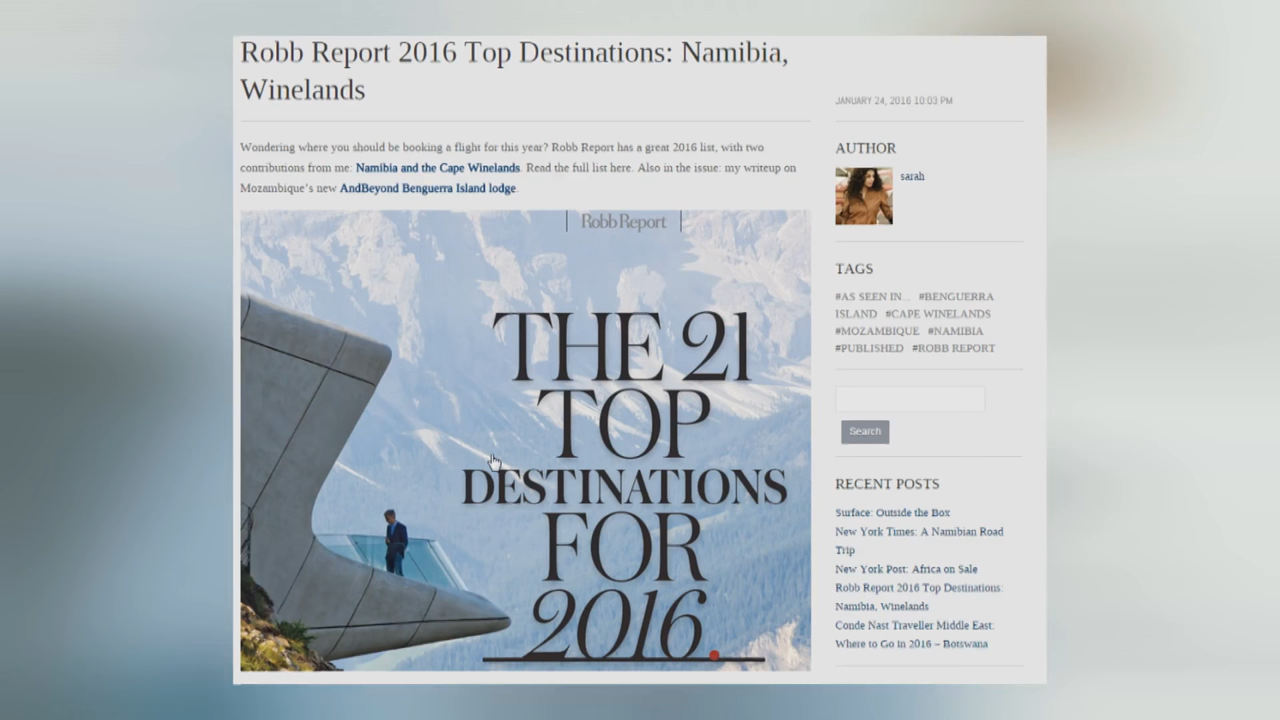 Robb Report 2016 Top Destinations: Namibia,
Winelands
Wondering where you should be booking a flight for this year? Robb Report has a great 2016 list, with two
contributions from me: Namibia and the Cape Winelands. Read the full list here. Also in the issue: my writeup on
Mozambique's new AndBeyond Benguerra Island lodge.
Robb Report
THE 21
TOP
DESTINATIONS
FOR
2016.
JANUARY 24, 2016 10:03 PM
AUTHOR
sarah
TAGS
#AS SEEN IN... #BENGUERRA
ISLAND #CAPE WINELANDS
#MOZAMBIQUE #NAMIBIA
#PUBLISHED #ROBB REPORT
Search
RECENT POSTS
Surface: Outside the Box
New York Times: A Namibian Road
Trip
New York Post: Africa on Sale
Robb Report 2016 Top Destinations:
Namibia, Winelands
Conde Nast Traveller Middle East:
Where to Go in 2016 – Botswana